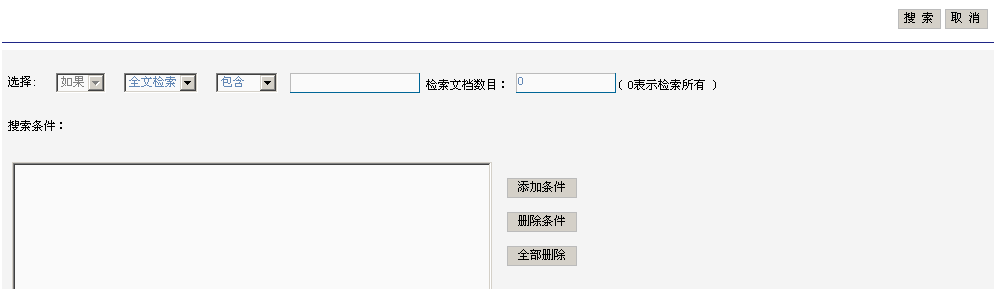 搜 索 取 消
选择: 如果 全文检索 包含 检索文档数目： 0 ( 0表示检索所有 )
搜索条件：
添加条件
删除条件
全部删除